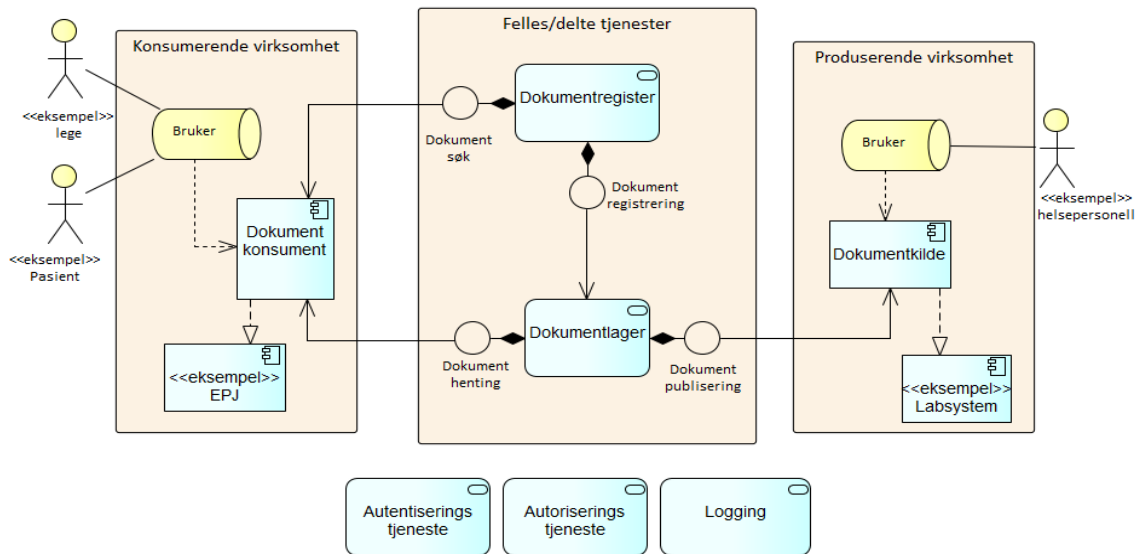 Konsumerende virksomhet
<<eksempel>>
lege
Bruker
<<eksempel>>
Pasient
Dokument
konsument
<<eksempel>>
EPJ
Felles/delte tjenester
Dokumentregister
Dokument
søk
Dokument
registrering
Dokumentlager
Dokument
henting
Dokument
publisering
Produserende virksomhet
Bruker
<<eksempel>>
helsepersonell
Dokumentkilde
<<eksempel>>
Labsystem
Autentiserings
tjeneste
Autoriserings
tjeneste
Logging